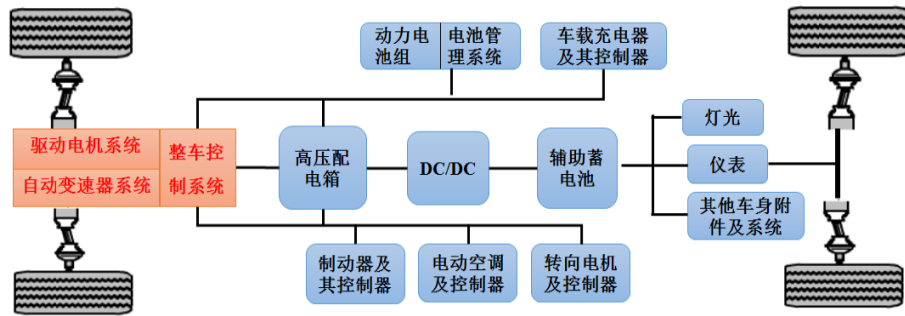 动力电
池组
电池管
理系统
车载充电器
及其控制器
驱动电机系统
自动变速器系统
整车控
制系统
高压配
电箱
DC/DC
辅助蓄
电池
灯光
仪表
其他车身附
件及系统
制动器及
其控制器
电动空调
及控制器
转向电机
及控制器